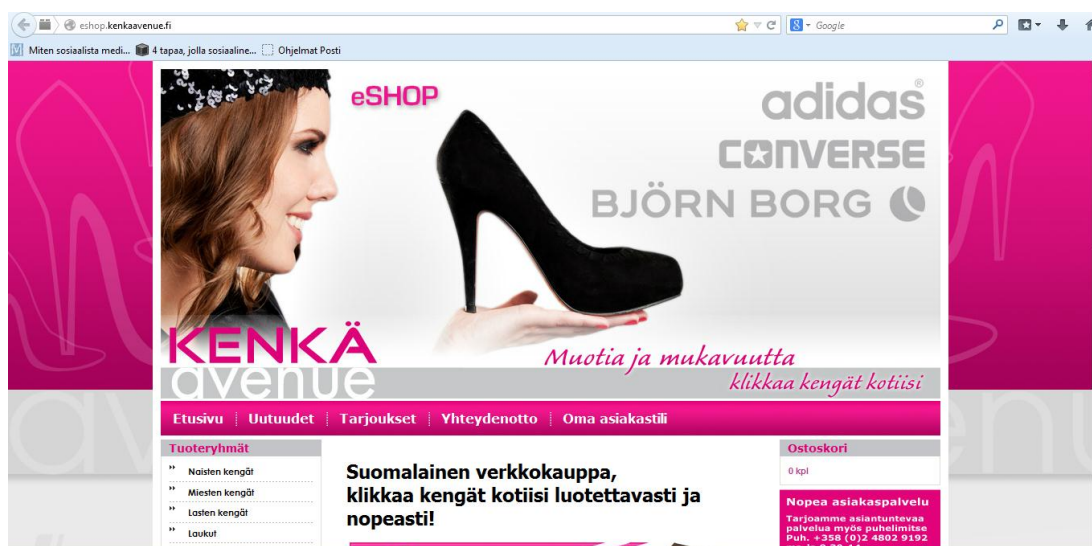 eshop.kenkaavenue.fi
Google
Miten sosiaalista medi...
4 tapaa, jolla sosiaaline...
Ohjelmat
Posti
eSHOP
adidas
CONVERSE
BJÖRN BORG
KENKÄ
avenue
Muotia ja mukavuutta
klikkaa kengät kotiisi
Etusivu
Uutuudet
Tarjoukset
Yhteydenotto
Oma asiakastili
Tuoteryhmät
Naisten kengät
Miesten kengät
Lasten kengät
Laukut
Suomalainen verkkokauppa,
klikkaa kengät kotiisi luotettavasti ja
nopeasti!
Ostoskori
0 kpl
Nopea asiakaspalvelu
Tarjoamme asiantuntevaa
palvelua myös puhelimitse
Puh. +358 (0)2 4802 9192